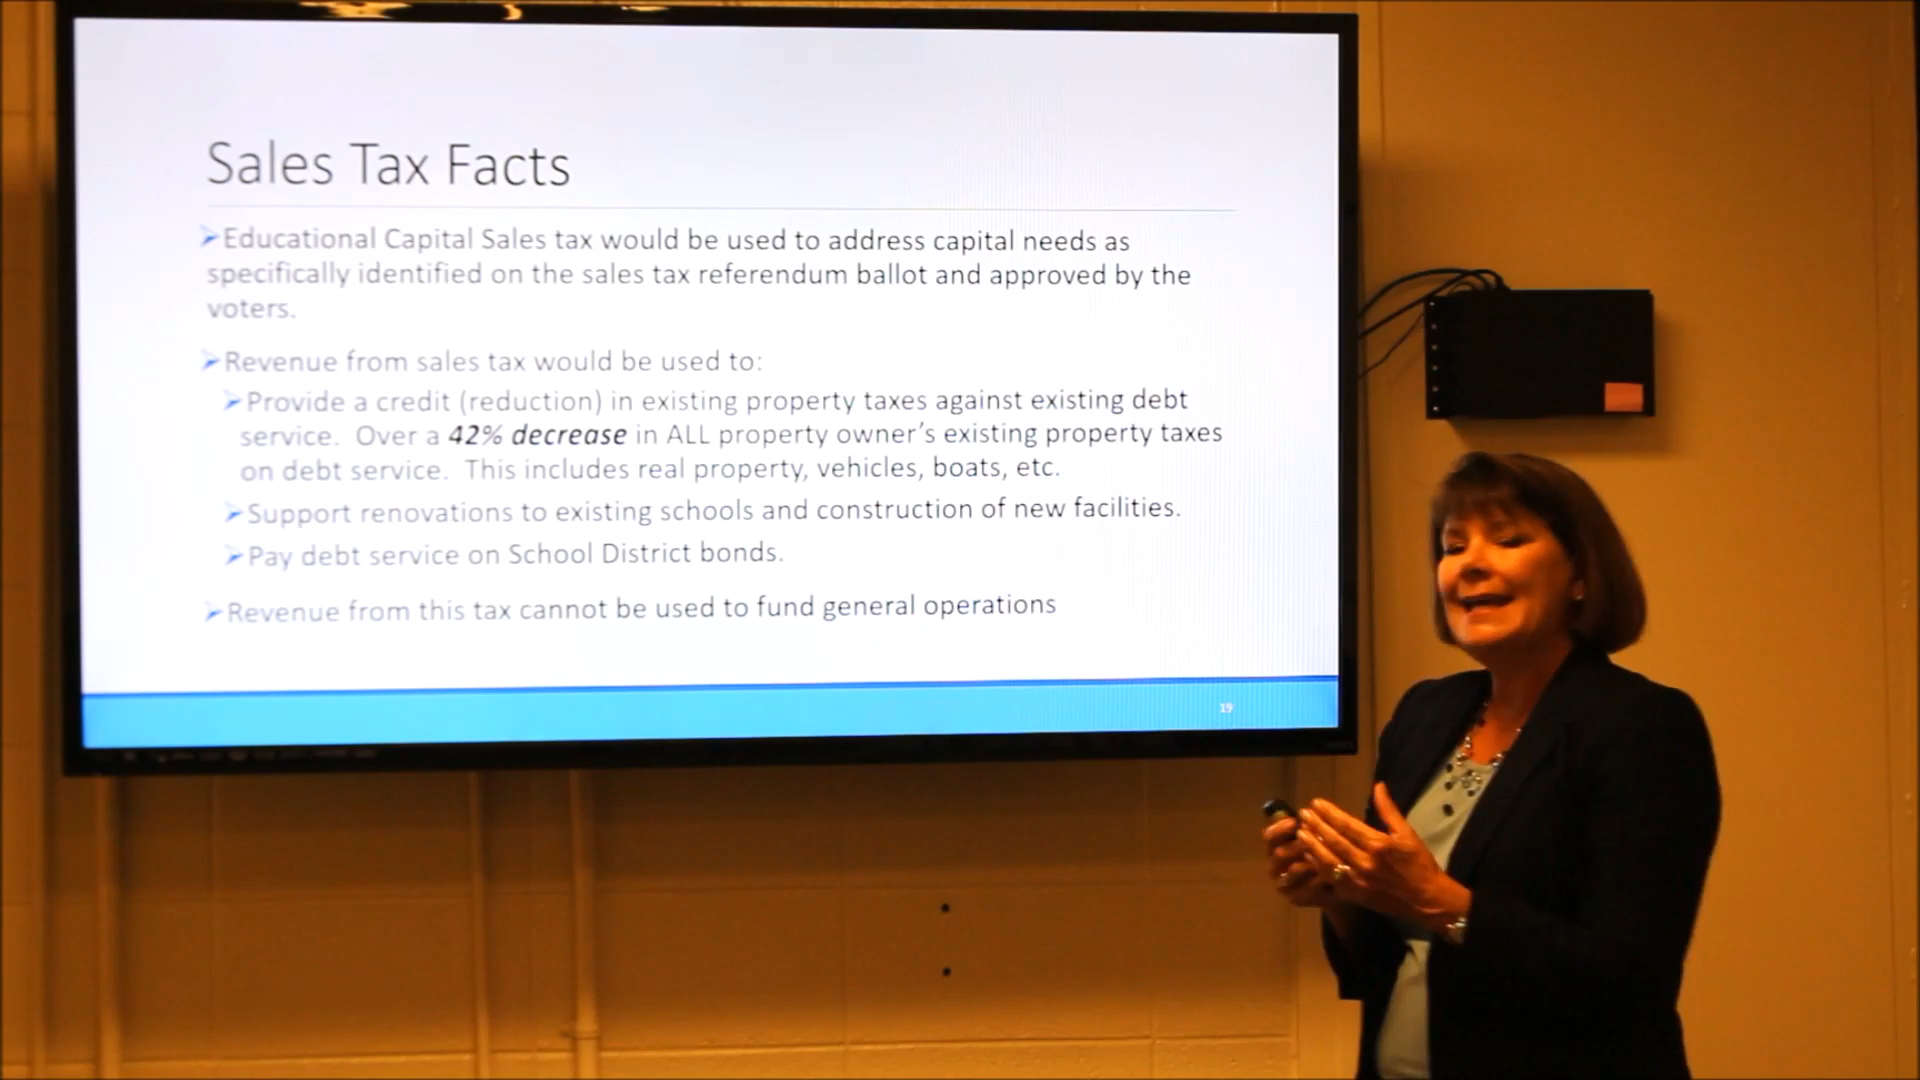 Sales Tax Facts
➢Educational Capital Sales tax would be used to address capital needs as
specifically identified on the sales tax referendum ballot and approved by the
voters.
➢Revenue from sales tax would be used to:
➢Provide a credit (reduction) in existing property taxes against existing debt
service. Over a 42% decrease in ALL property owner's existing property taxes
on debt service. This includes real property, vehicles, boats, etc.
➢Support renovations to existing schools and construction of new facilities.
➢Pay debt service on School District bonds.
➢Revenue from this tax cannot be used to fund general operations
19